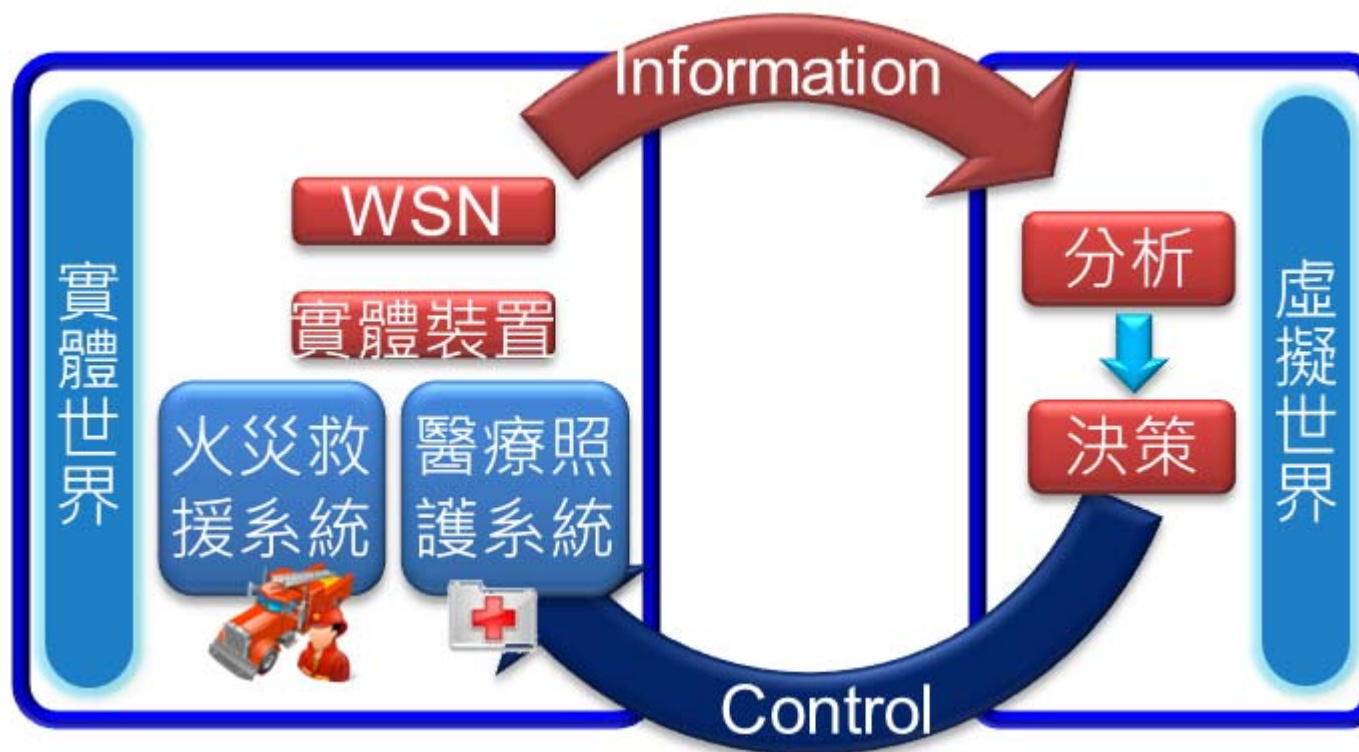 Information
實體世界
WSN
實體裝置
火災救
援系統
醫療照
護系統
分析
決策
虛擬世界
Control